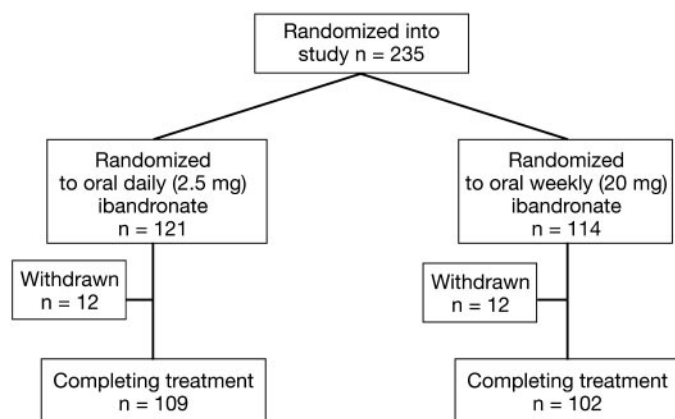 Randomized into
study n = 235
Randomized
to oral daily (2.5 mg)
ibandronate
n = 121
Randomized
to oral weekly (20 mg)
ibandronate
n = 114
Withdrawn
n = 12
Withdrawn
n = 12
Completing treatment
n = 109
Completing treatment
n = 102